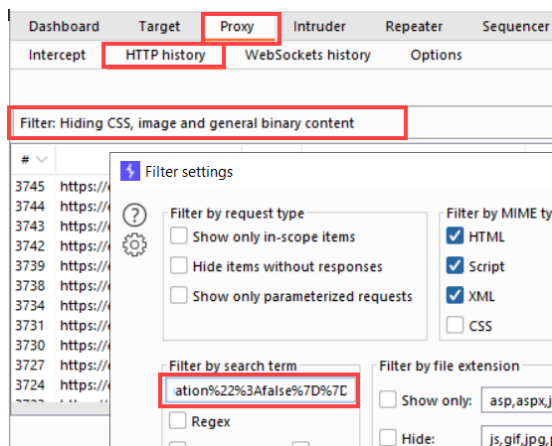 Dashboard Target Proxy Intruder Repeater Sequencer
Intercept HTTP history WebSockets history Options
Filter: Hiding CSS, image and general binary content
#
Filter settings
3745 https://
3744 https://
3743 https://
3742 https://
3739 https://
3738 https://
3734 https://
3731 https://
3730 https://
3727 https://
3724 https://
?
Filter by request type
Show only in-scope items
Hide items without responses
Show only parameterized requests
Filter by MIME ty
HTML
Script
XML
CSS
Filter by search term
ation%22%3Afalse%7D%7D
Regex
Filter by file extension
Show only: asp,aspx,j
Hide: js,gif,jpg,p